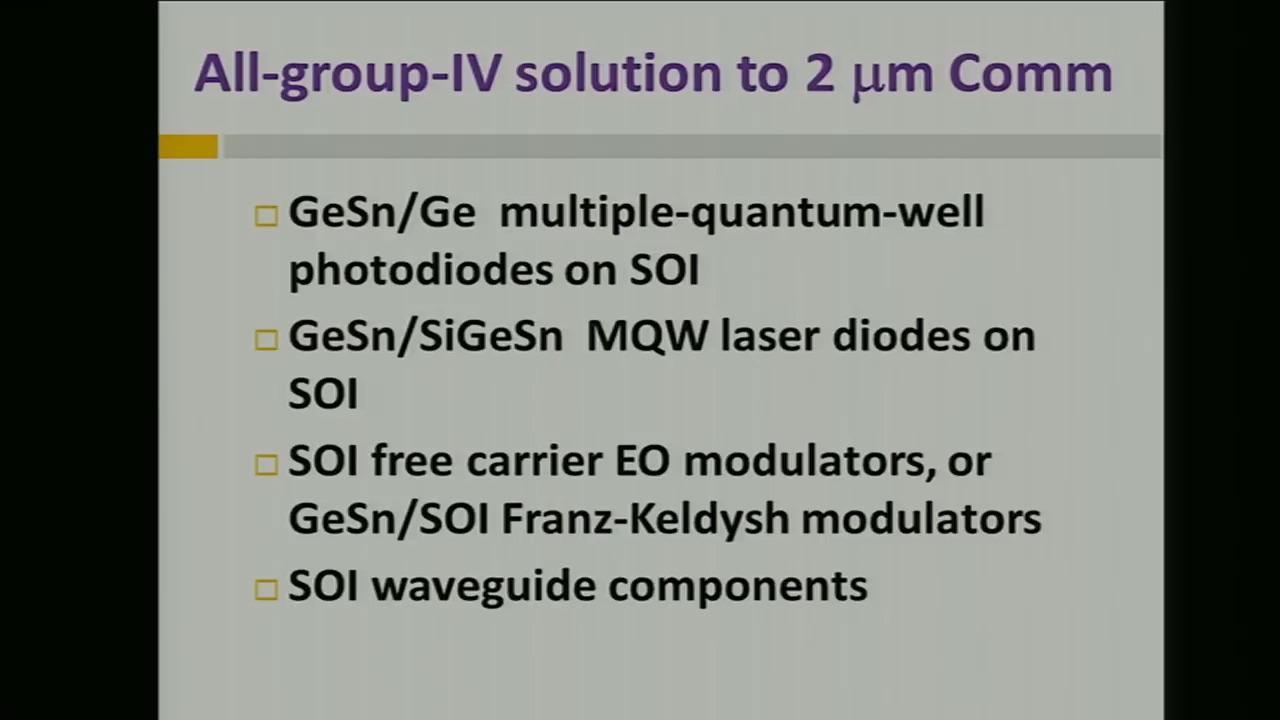 All-group-IV solution to 2 μm Comm
GeSn/Ge multiple-quantum-well
photodiodes on SOI
GeSn/SiGeSn MQW laser diodes on
SOI
SOI free carrier EO modulators, or
GeSn/SOI Franz-Keldysh modulators
SOI waveguide components